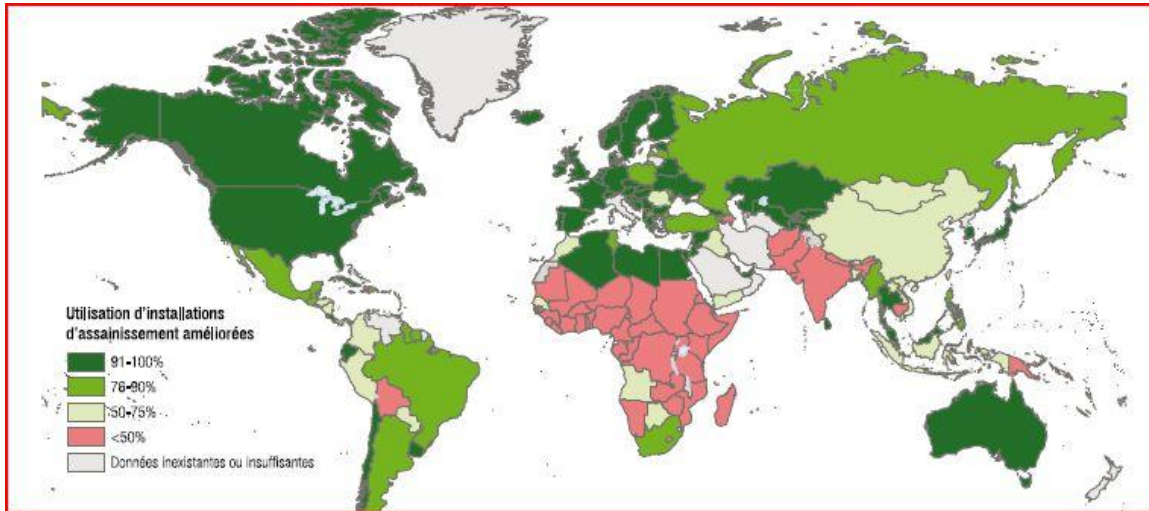 Utilisation d'installations
d'assainissement améliorées
91-100%
76-90%
50-75%
<50%
Données inexistantes ou insuffisantes